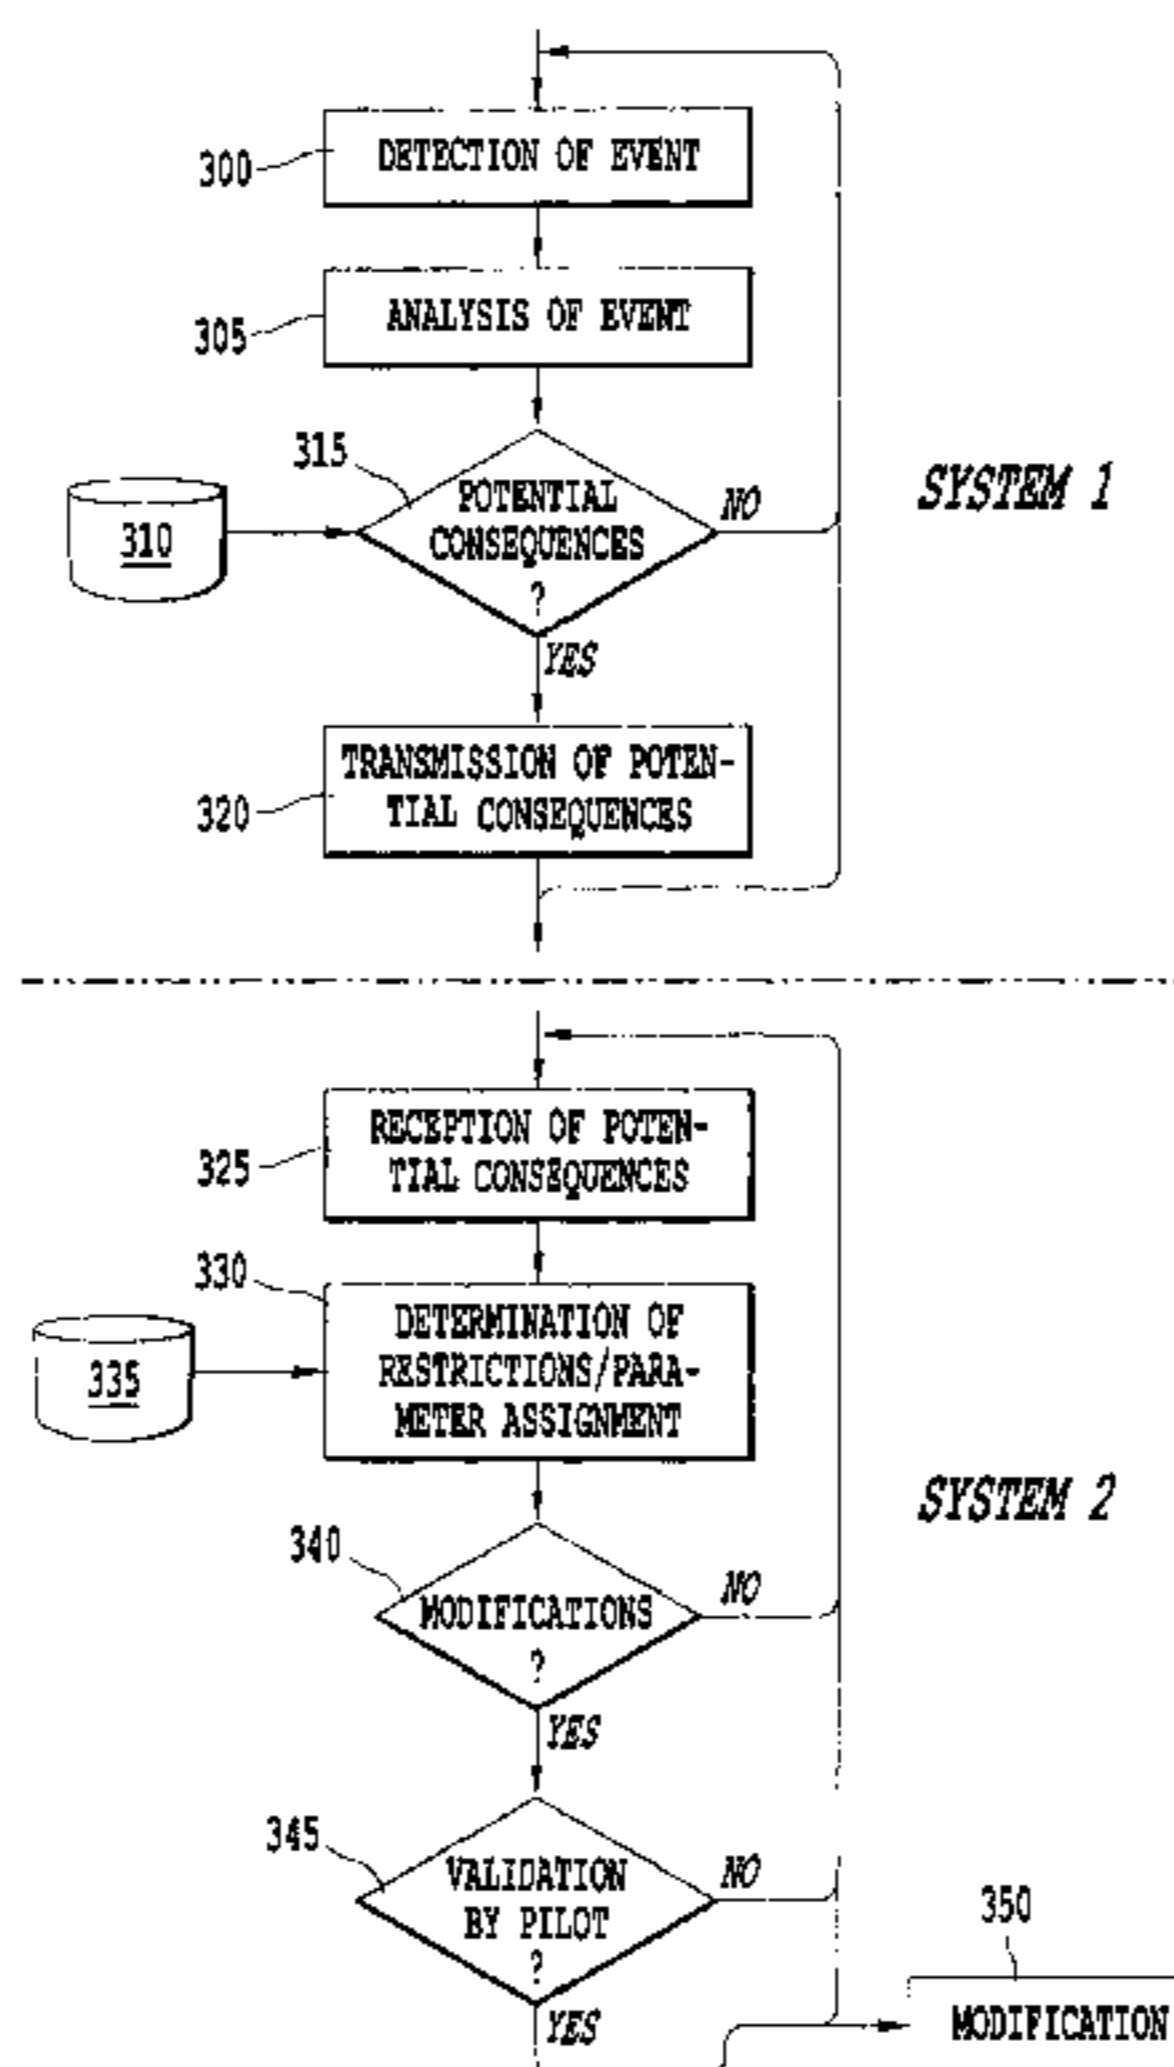 DETECTION OF EVENT
300
ANALYSIS OF EVENT
305
315
POTENTIAL
CONSEQUENCES
?
NO
SYSTEM 1
310
YES
TRANSMISSION OF POTEN-
TIAL CONSEQUENCES
320
RECEPTION OF POTEN-
TIAL CONSEQUENCES
325
330
DETERMINATION OF
RESTRICTIONS/PARA-
METER ASSIGNMENT
335
SYSTEM 2
340
MODIFICATIONS
?
NO
YES
345
VALIDATION
BY PILOT
?
NO
YES
350
MODIFICATION